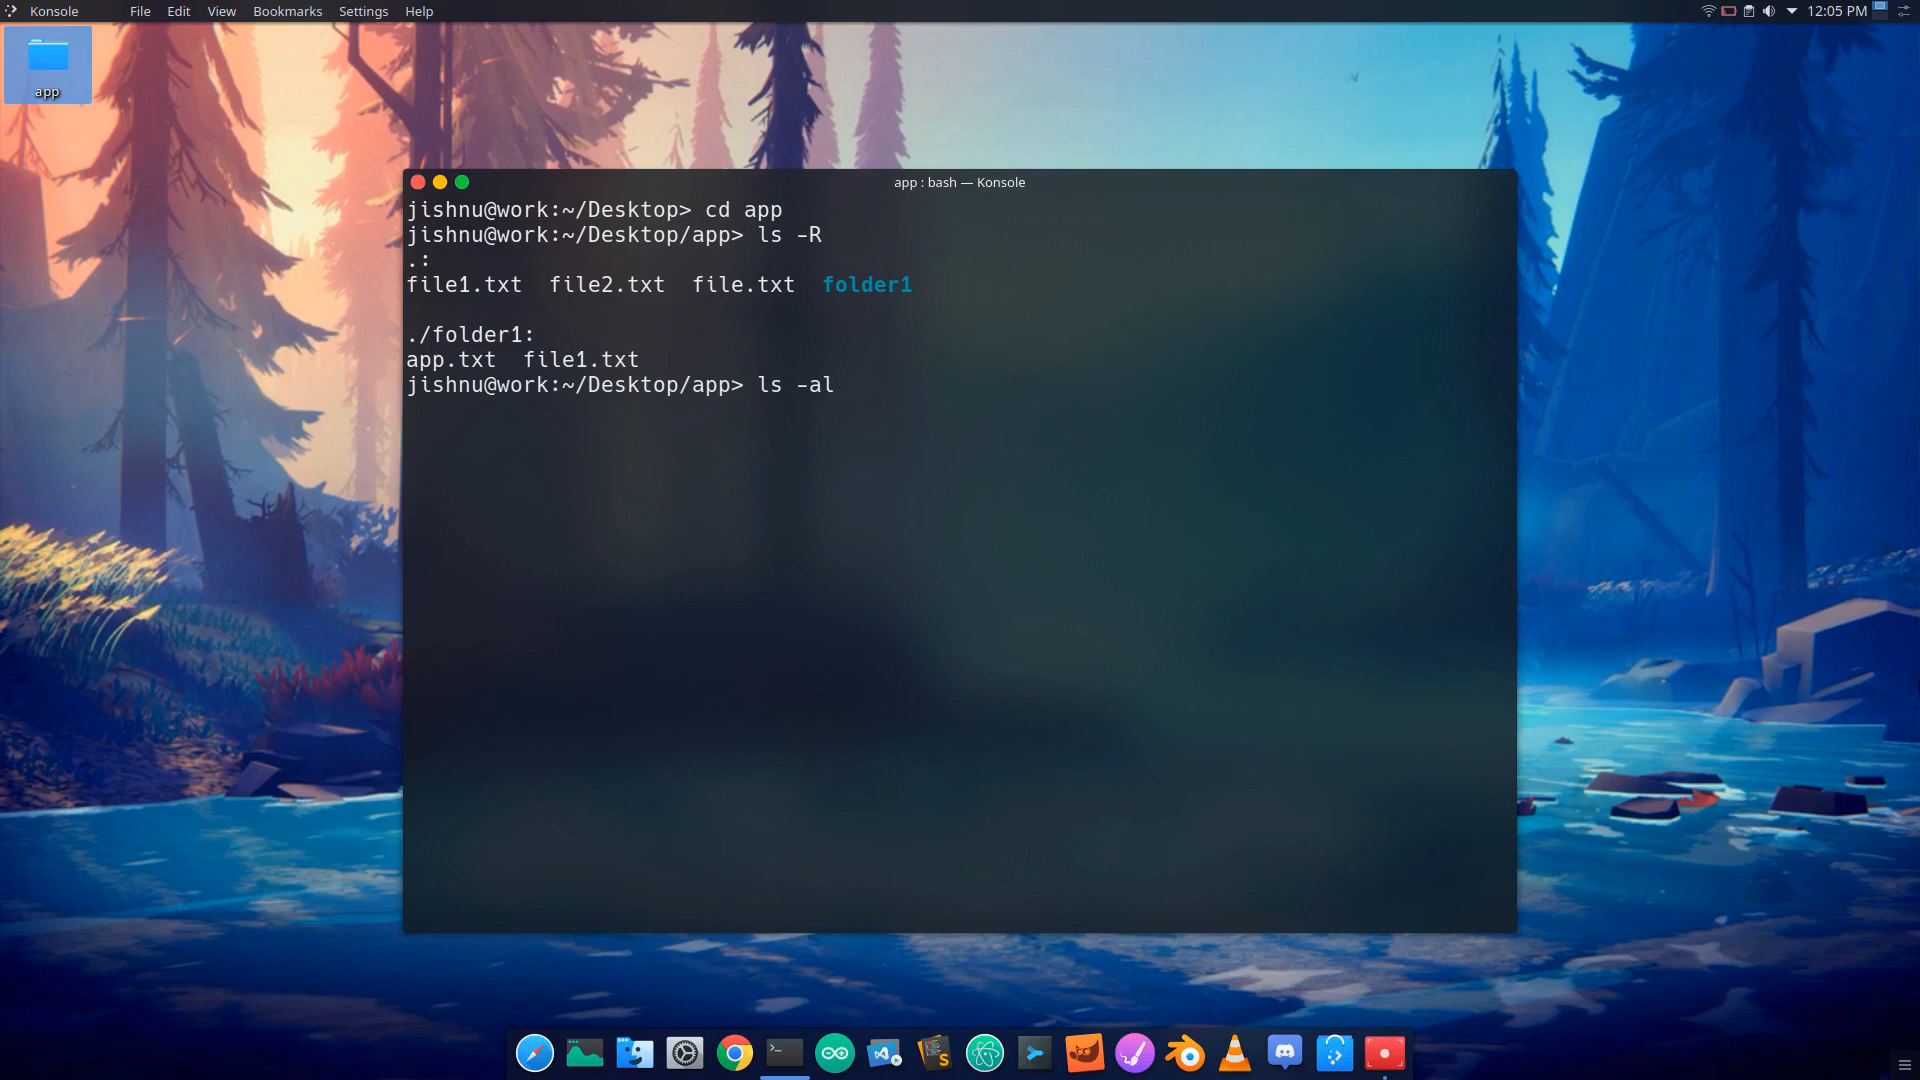 Konsole File Edit View Bookmarks Settings Help 12:05 PM
app
app : bash — Konsole
jishnu@work:~/Desktop> cd app
jishnu@work:~/Desktop/app> ls -R
.:
file1.txt  file2.txt  file.txt  folder1
./folder1:
app.txt  file1.txt
jishnu@work:~/Desktop/app> ls -al